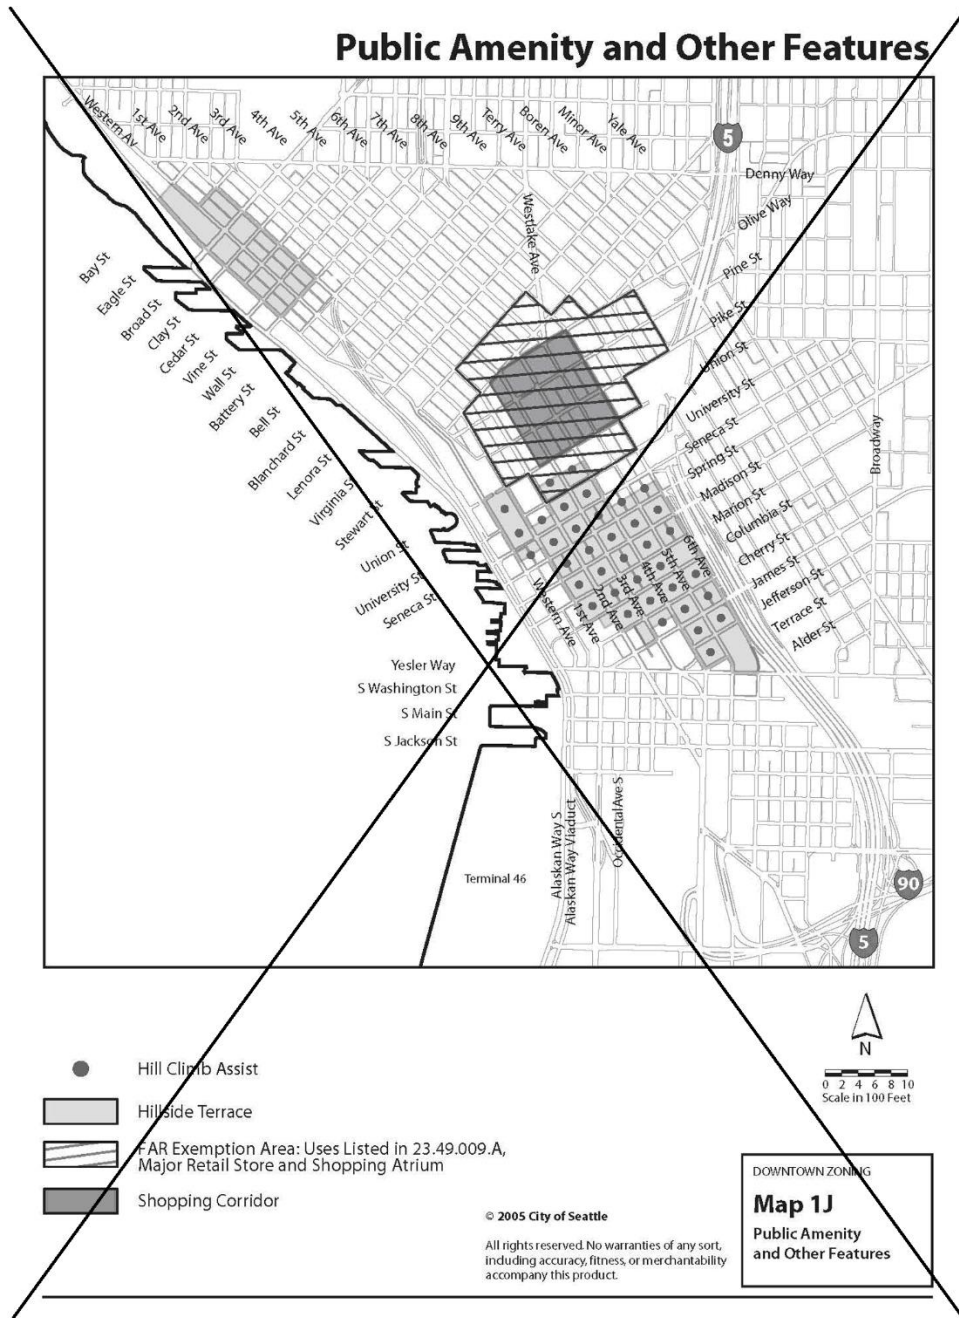 Public Amenity and Other Features
Western Av
1st Ave
2nd Ave
3rd Ave
4th Ave
5th Ave
6th Ave
7th Ave
8th Ave
9th Ave
Terry Ave
Boren Ave
Minor Ave
Yale Ave
5
Denny Way
Olive Way
Westlake Ave
Pine St
Pike St
Union St
University St
Seneca St
Spring St
Madison St
Marion St
Columbia St
Cherry St
James St
Jefferson St
Terrace St
Alder St
Broadway
Bay St
Eagle St
Broad St
Clay St
Cedar St
Vine St
Wall St
Battery St
Bell St
Blanchard St
Lenora St
Virginia S
Stewart St
Union St
University St
Seneca St
Yesler Way
S Washington St
S Main St
S Jackson St
Western Ave
1st Ave
2nd Ave
3rd Ave
4th Ave
5th Ave
6th Ave
Terminal 46
Alaskan Way S
Alaskan Way Viaduct
Occidental Ave S
90
5
N
0 2 4 6 8 10
Scale in 100 Feet
Hill Climb Assist
Hillside Terrace
FAR Exemption Area: Uses Listed in 23.49.009.A,
Major Retail Store and Shopping Atrium
Shopping Corridor
© 2005 City of Seattle
All rights reserved. No warranties of any sort,
including accuracy, fitness, or merchantability
accompany this product.
DOWNTOWN ZONING
Map 1J
Public Amenity
and Other Features